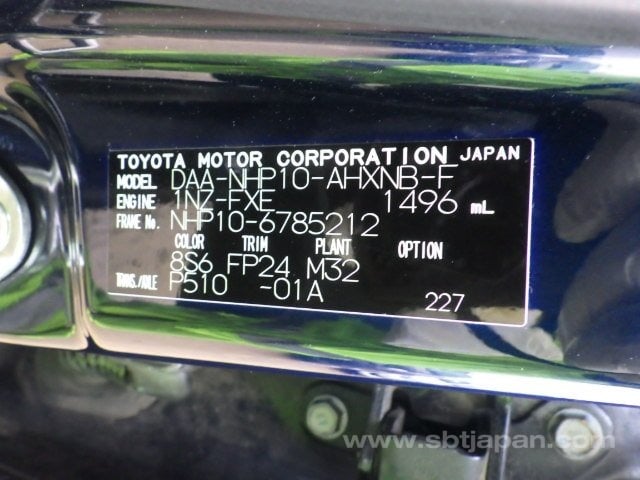 TOYOTA MOTOR CORPORATION JAPAN
MODEL DAA-NHP10-AHXNB-F
ENGINE 1NZ-FXE 1496 mL
FRAME No. NHP10-6785212
COLOR TRIM PLANT OPTION
8S6 FP24 M32
TRANS./AXLE P510 -01A
227
www.sbtjapan.com